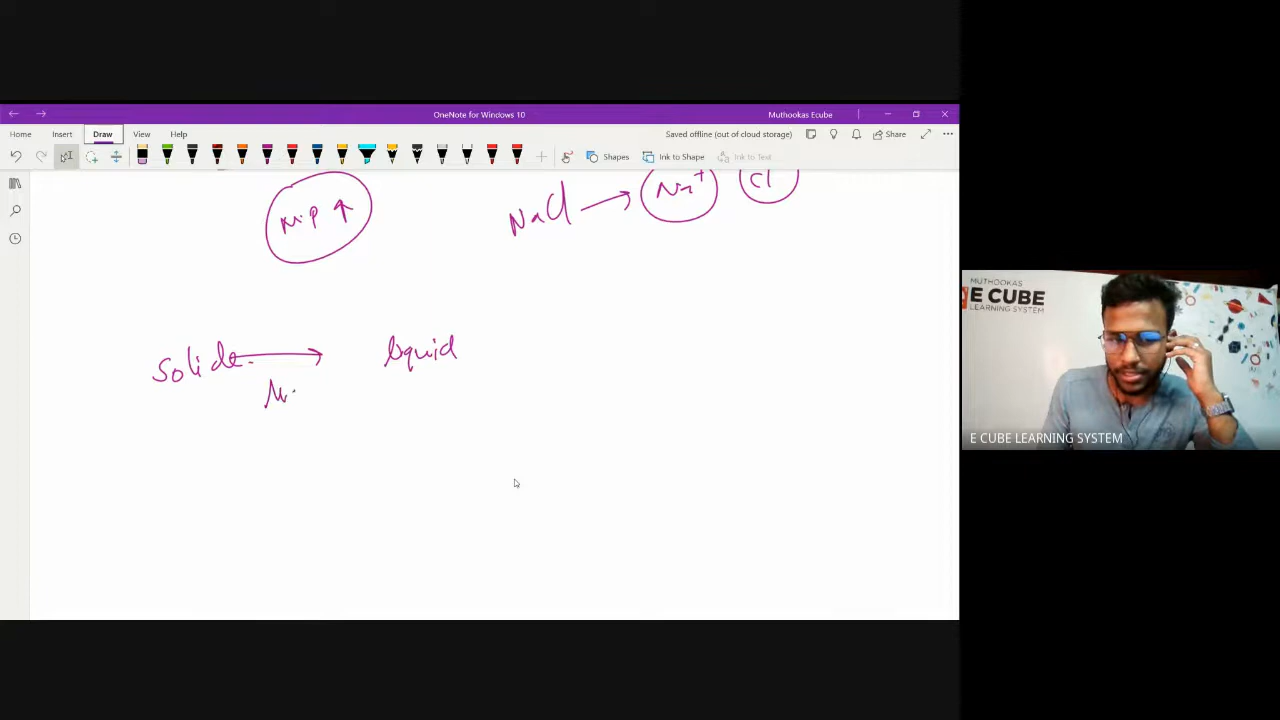 OneNote for Windows 10
Muthookas Ecube
Home Insert Draw View Help
Saved offline (out of cloud storage)
Share
Shapes
Ink to Shape
Ink to Text
M.P ↑
NaCl → Na+ Cl
Solide. → liquid
M.
MUTHOOKAS
E CUBE
LEARNING SYSTEM
E CUBE LEARNING SYSTEM